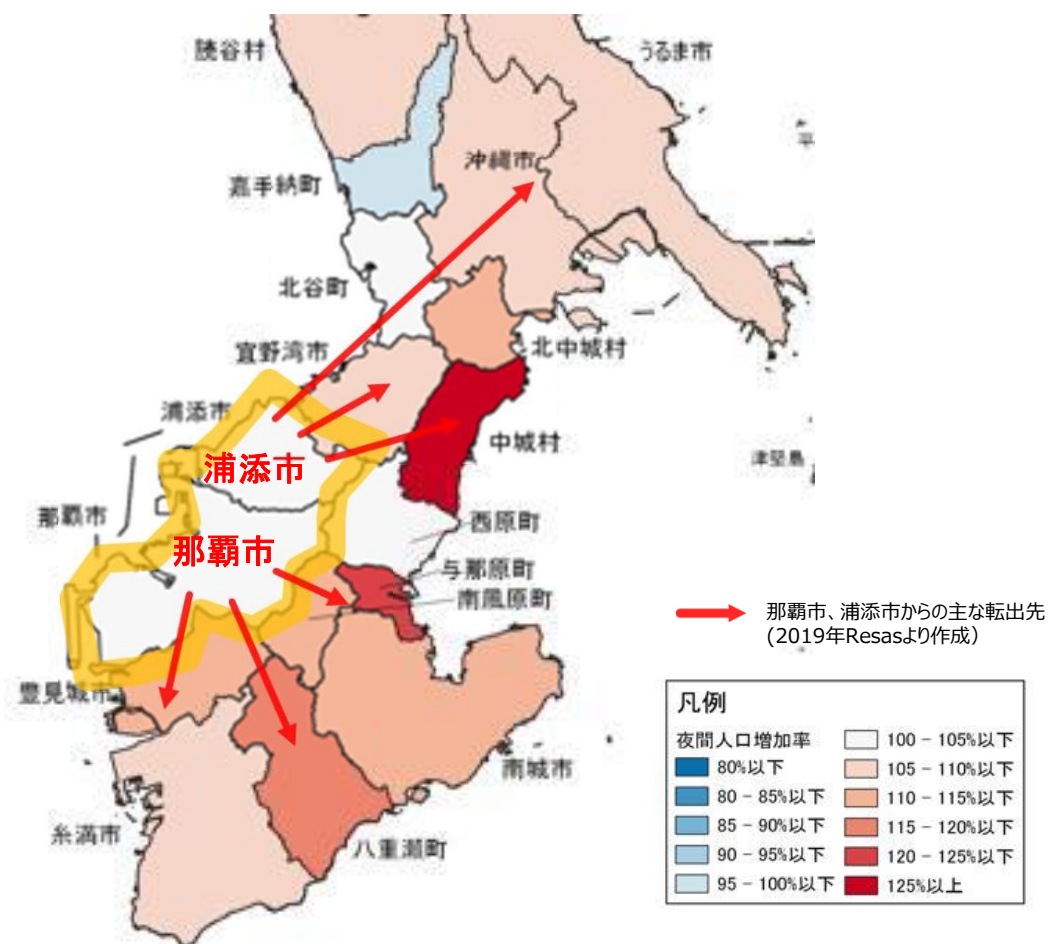 読谷村
うるま市
平
沖縄市
嘉手納町
北谷町
宜野湾市
北中城村
浦添市
中城村
浦添市
津堅島
那覇市
西原町
那覇市
与那原町
南風原町
那覇市、浦添市からの主な転出先
(2019年Resasより作成)
豊見城市
南城市
糸満市
八重瀬町
凡例
夜間人口増加率
80%以下
80 - 85%以下
85 - 90%以下
90 - 95%以下
95 - 100%以下
100 - 105%以下
105 - 110%以下
110 - 115%以下
115 - 120%以下
120 - 125%以下
125%以上